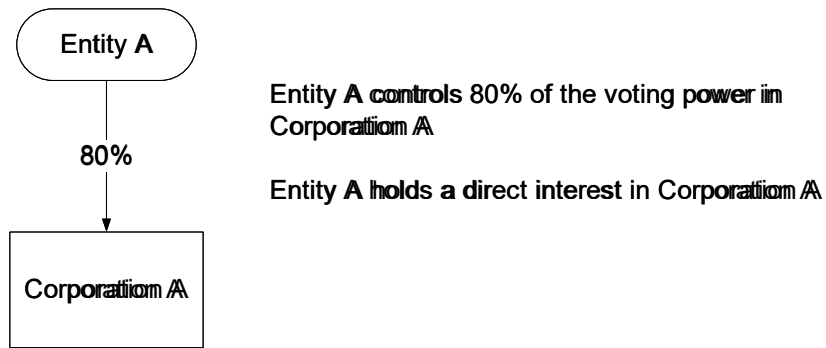 Entity A
Entity A controls 80% of the voting power in
Corporation A
80%
Entity A holds a direct interest in Corporation A
Corporation A